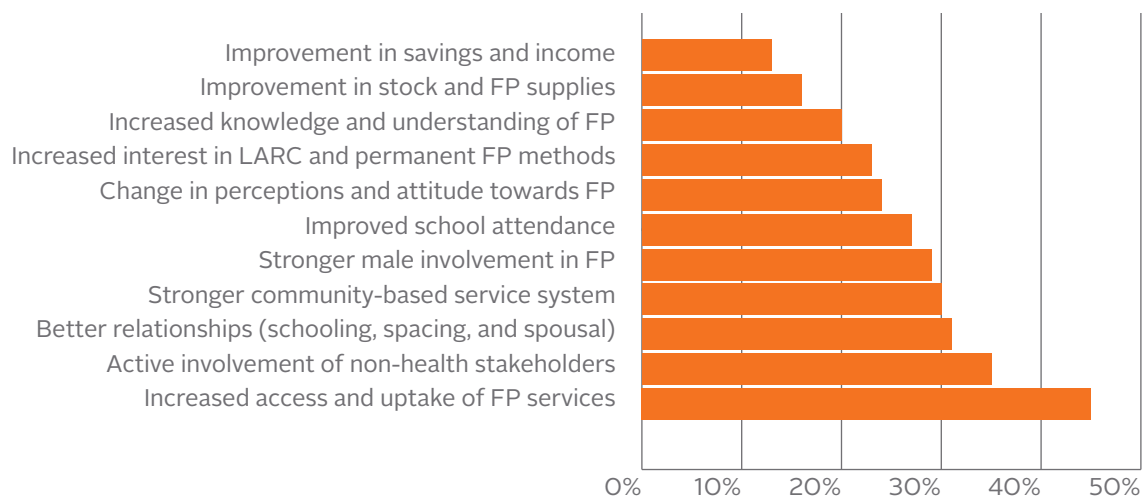 Improvement in savings and income
Improvement in stock and FP supplies
Increased knowledge and understanding of FP
Increased interest in LARC and permanent FP methods
Change in perceptions and attitude towards FP
Improved school attendance
Stronger male involvement in FP
Stronger community-based service system
Better relationships (schooling, spacing, and spousal)
Active involvement of non-health stakeholders
Increased access and uptake of FP services
0% 10% 20% 30% 40% 50%